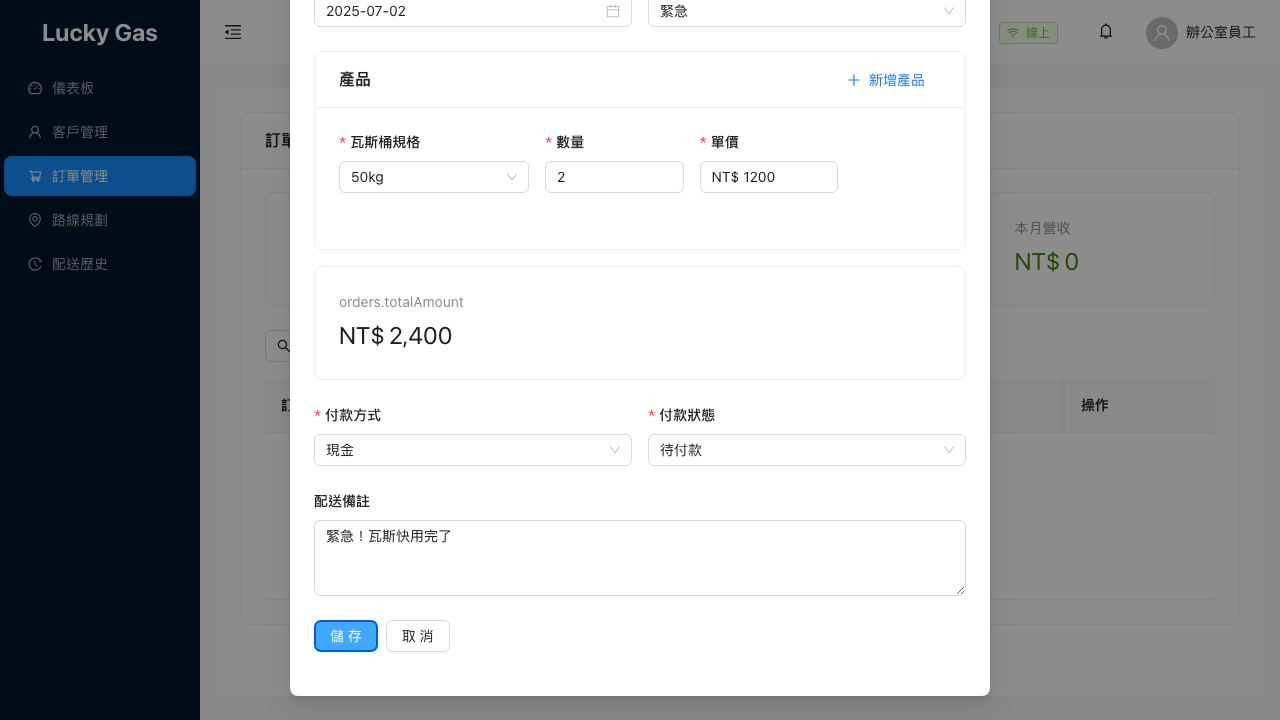 Lucky Gas
儀表板
客戶管理
訂單管理
路線規劃
配送歷史
線上
辦公室員工
訂單
本月營收
NT$ 0
操作
2025-07-02
緊急
產品
新增產品
* 瓦斯桶規格
* 數量
* 單價
50kg
2
NT$ 1200
orders.totalAmount
NT$ 2,400
* 付款方式
* 付款狀態
現金
待付款
配送備註
緊急！瓦斯快用完了
儲 存
取 消